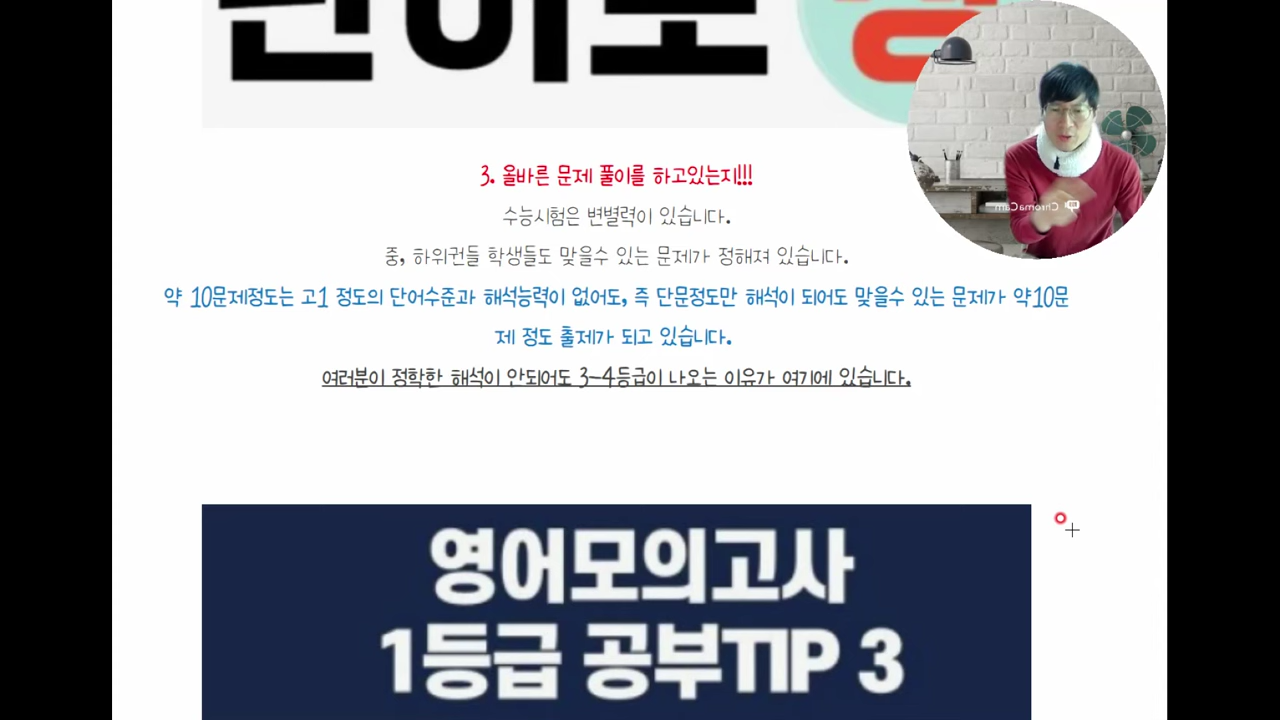 3. 올바른 문제 풀이를 하고있는지!!!
수능시험은 변별력이 있습니다.
중, 하위권들 학생들도 맞을수 있는 문제가 정해져 있습니다.
약 10문제정도는 고1 정도의 단어수준과 해석능력이 없어도, 즉 단문정도만 해석이 되어도 맞을수 있는 문제가 약10문
제 정도 출제가 되고 있습니다.
여러분이 정확한 해석이 안되어도 3-4등급이 나오는 이유가 여기에 있습니다.
ChromaCam
영어모의고사
1등급 공부TIP 3